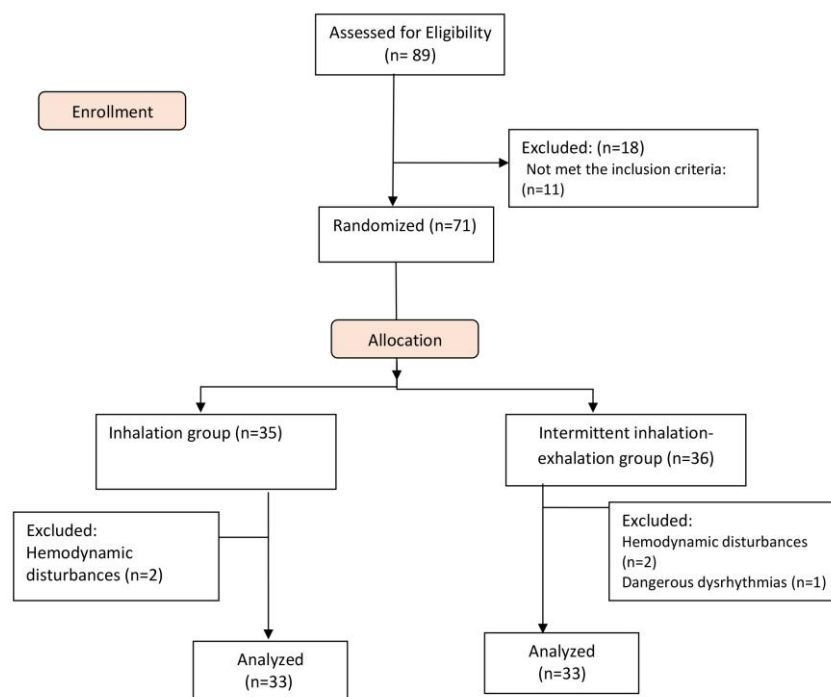 Assessed for Eligibility
(n= 89)
Enrollment
Excluded: (n=18)
Not met the inclusion criteria:
(n=11)
Randomized (n=71)
Allocation
Inhalation group (n=35)
Intermittent inhalation-
exhalation group (n=36)
Excluded:
Hemodynamic
disturbances (n=2)
Excluded:
Hemodynamic disturbances
(n=2)
Dangerous dysrhythmias (n=1)
Analyzed
(n=33)
Analyzed
(n=33)